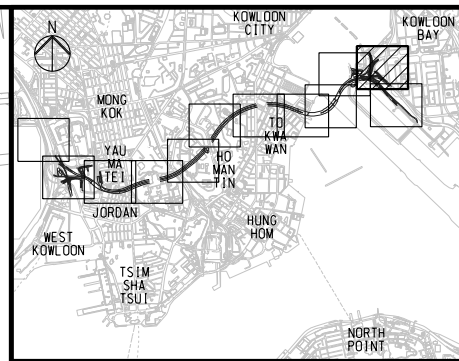 KOWLOON
CITY
KOWLOON
BAY
N
MONG
KOK
TO
KWA
WAN
YAU
MA
TEI
HO
MAN
TIN
JORDAN
HUNG
HOM
WEST
KOWLOON
TSIM
SHA
TSUI
NORTH
POINT